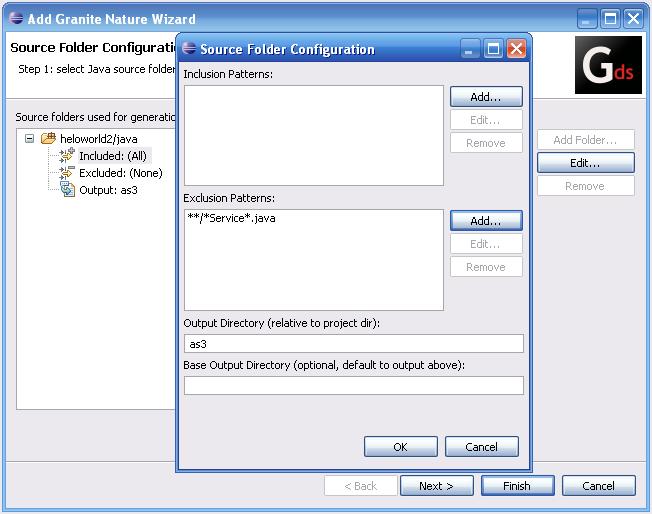 Add Granite Nature Wizard
Source Folder Configurati
Step 1: select Java source folder
Gds
Source folders used for generatio
heloworld2/java
Included: (All)
Excluded: (None)
Output: as3
Add Folder...
Edit...
Remove
Source Folder Configuration
Inclusion Patterns:
Add...
Edit...
Remove
Exclusion Patterns:
**/*Service*.java
Add...
Edit...
Remove
Output Directory (relative to project dir):
as3
Base Output Directory (optional, default to output above):
OK
Cancel
< Back
Next >
Finish
Cancel